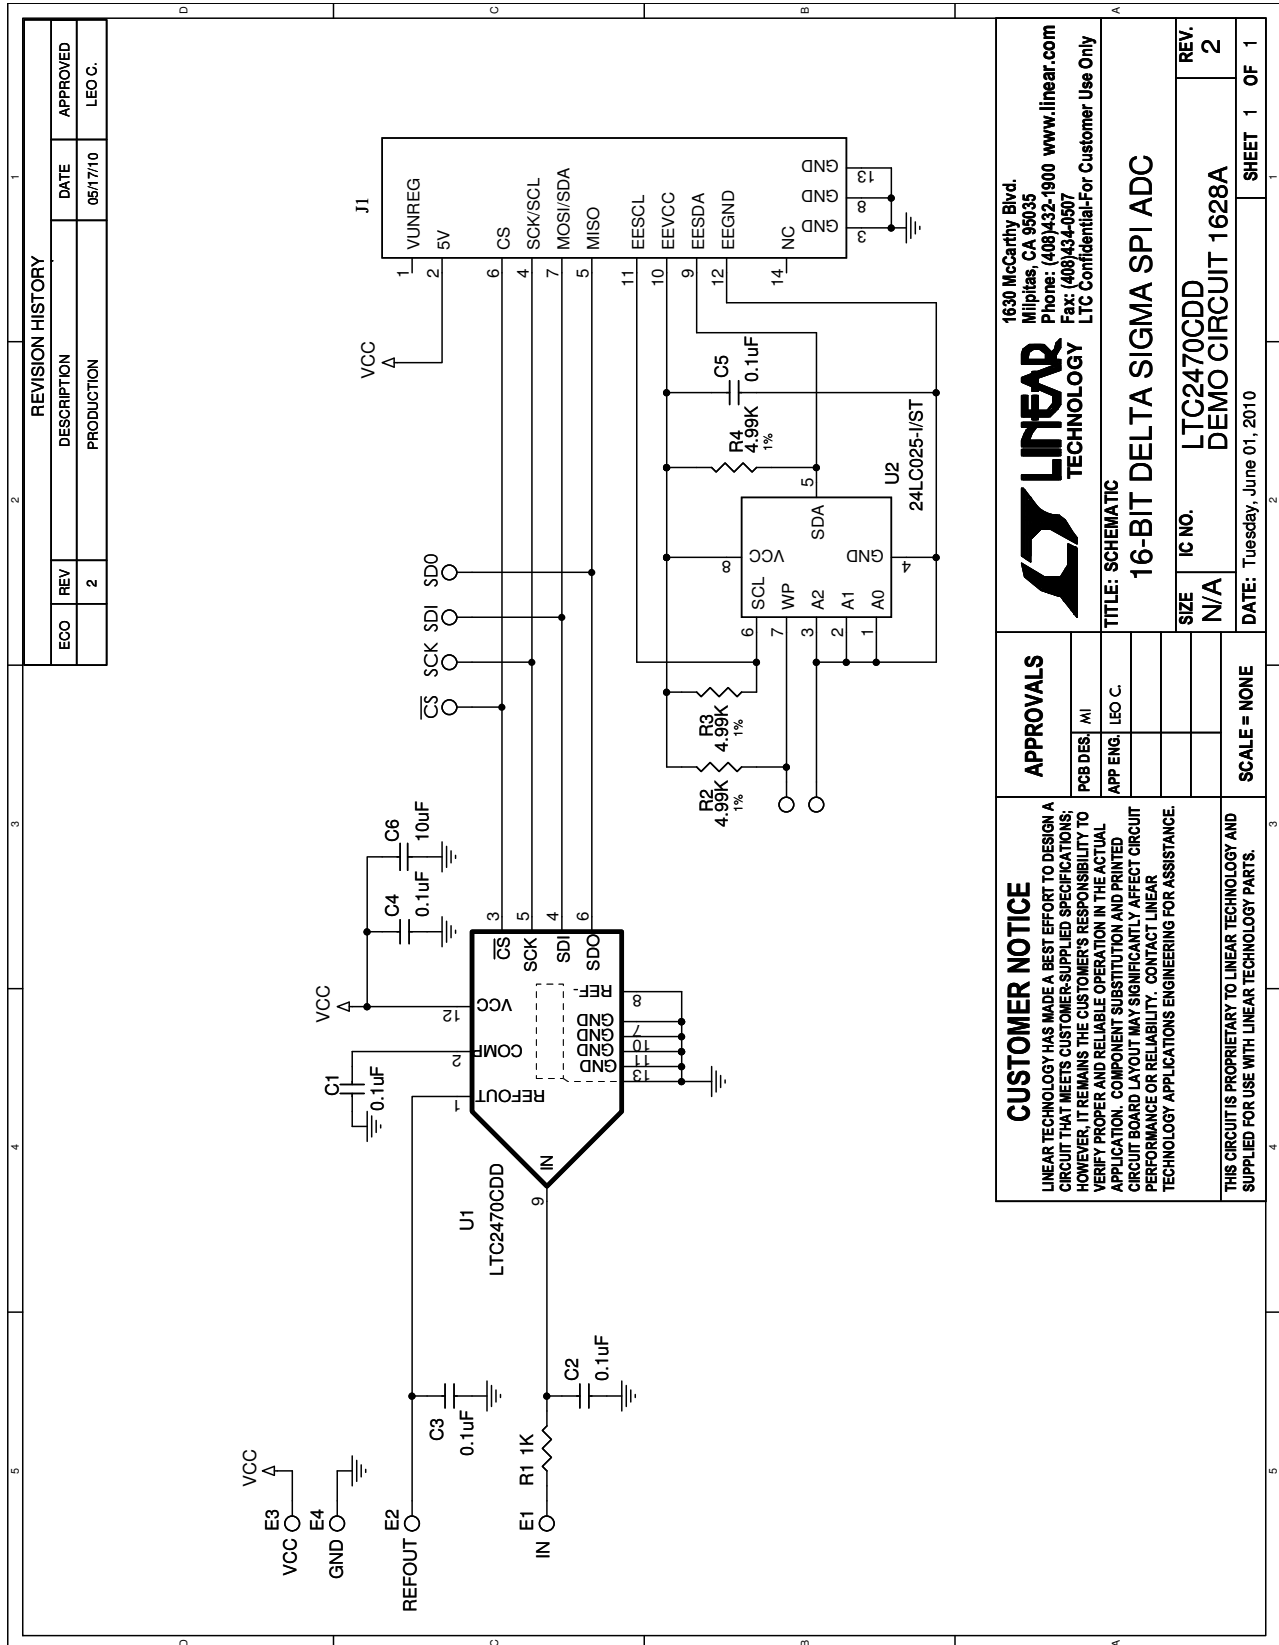 REVISION HISTORY
ECO REV DESCRIPTION DATE APPROVED
2 PRODUCTION 05/17/10 LEO C.
5 4 3 2 1
D
C
B
A
E3
VCC
VCC
E4
GND
E2
REFOUT
E1
IN
R1 1K
C3
0.1uF
C2
0.1uF
U1
LTC2470CDD
C1
0.1uF
VCC
C4
0.1uF
C6
10uF
1 REFOUT
2 COMP
12 VCC
9 IN
3 CS
5 SCK
4 SDI
6 SDO
REF- 8
GND 7
GND 10
GND 11
GND 13
CS SCK SDI SDO
VCC
J1
1 VUNREG
2 5V
6 CS
4 SCK/SCL
7 MOSI/SDA
5 MISO
11 EESCL
10 EEVCC
9 EESDA
12 EEGND
14 NC
GND 3
GND 8
GND 13
R2
4.99K
1%
R3
4.99K
1%
R4
4.99K
1%
C5
0.1uF
U2
24LC025-I/ST
6 SCL
7 WP
3 A2
2 A1
1 A0
8 VCC
5 SDA
4 GND
CUSTOMER NOTICE
LINEAR TECHNOLOGY HAS MADE A BEST EFFORT TO DESIGN A
CIRCUIT THAT MEETS CUSTOMER-SUPPLIED SPECIFICATIONS;
HOWEVER, IT REMAINS THE CUSTOMER'S RESPONSIBILITY TO
VERIFY PROPER AND RELIABLE OPERATION IN THE ACTUAL
APPLICATION. COMPONENT SUBSTITUTION AND PRINTED
CIRCUIT BOARD LAYOUT MAY SIGNIFICANTLY AFFECT CIRCUIT
PERFORMANCE OR RELIABILITY. CONTACT LINEAR
TECHNOLOGY APPLICATIONS ENGINEERING FOR ASSISTANCE.
THIS CIRCUIT IS PROPRIETARY TO LINEAR TECHNOLOGY AND
SUPPLIED FOR USE WITH LINEAR TECHNOLOGY PARTS.
APPROVALS
PCB DES. MI
APP ENG. LEO C.
SCALE = NONE
LINEAR
TECHNOLOGY
1630 McCarthy Blvd.
Milpitas, CA 95035
Phone: (408)432-1900 www.linear.com
Fax: (408)434-0507
LTC Confidential-For Customer Use Only
TITLE: SCHEMATIC
16-BIT DELTA SIGMA SPI ADC
SIZE
N/A
IC NO.
LTC2470CDD
DEMO CIRCUIT 1628A
REV.
2
DATE: Tuesday, June 01, 2010
SHEET 1 OF 1
5 4 3 2 1
D
C
B
A